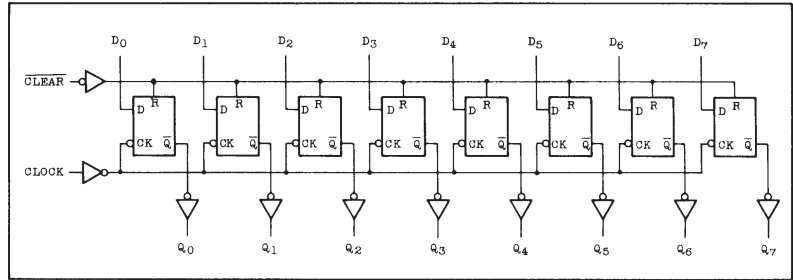 D0 D1 D2 D3 D4 D5 D6 D7
C̅L̅E̅A̅R̅
R R R R R R R R
D D D D D D D D
CK Q̅ CK Q̅ CK Q̅ CK Q̅ CK Q̅ CK Q̅ CK Q̅ CK Q̅
CLOCK
Q0 Q1 Q2 Q3 Q4 Q5 Q6 Q7